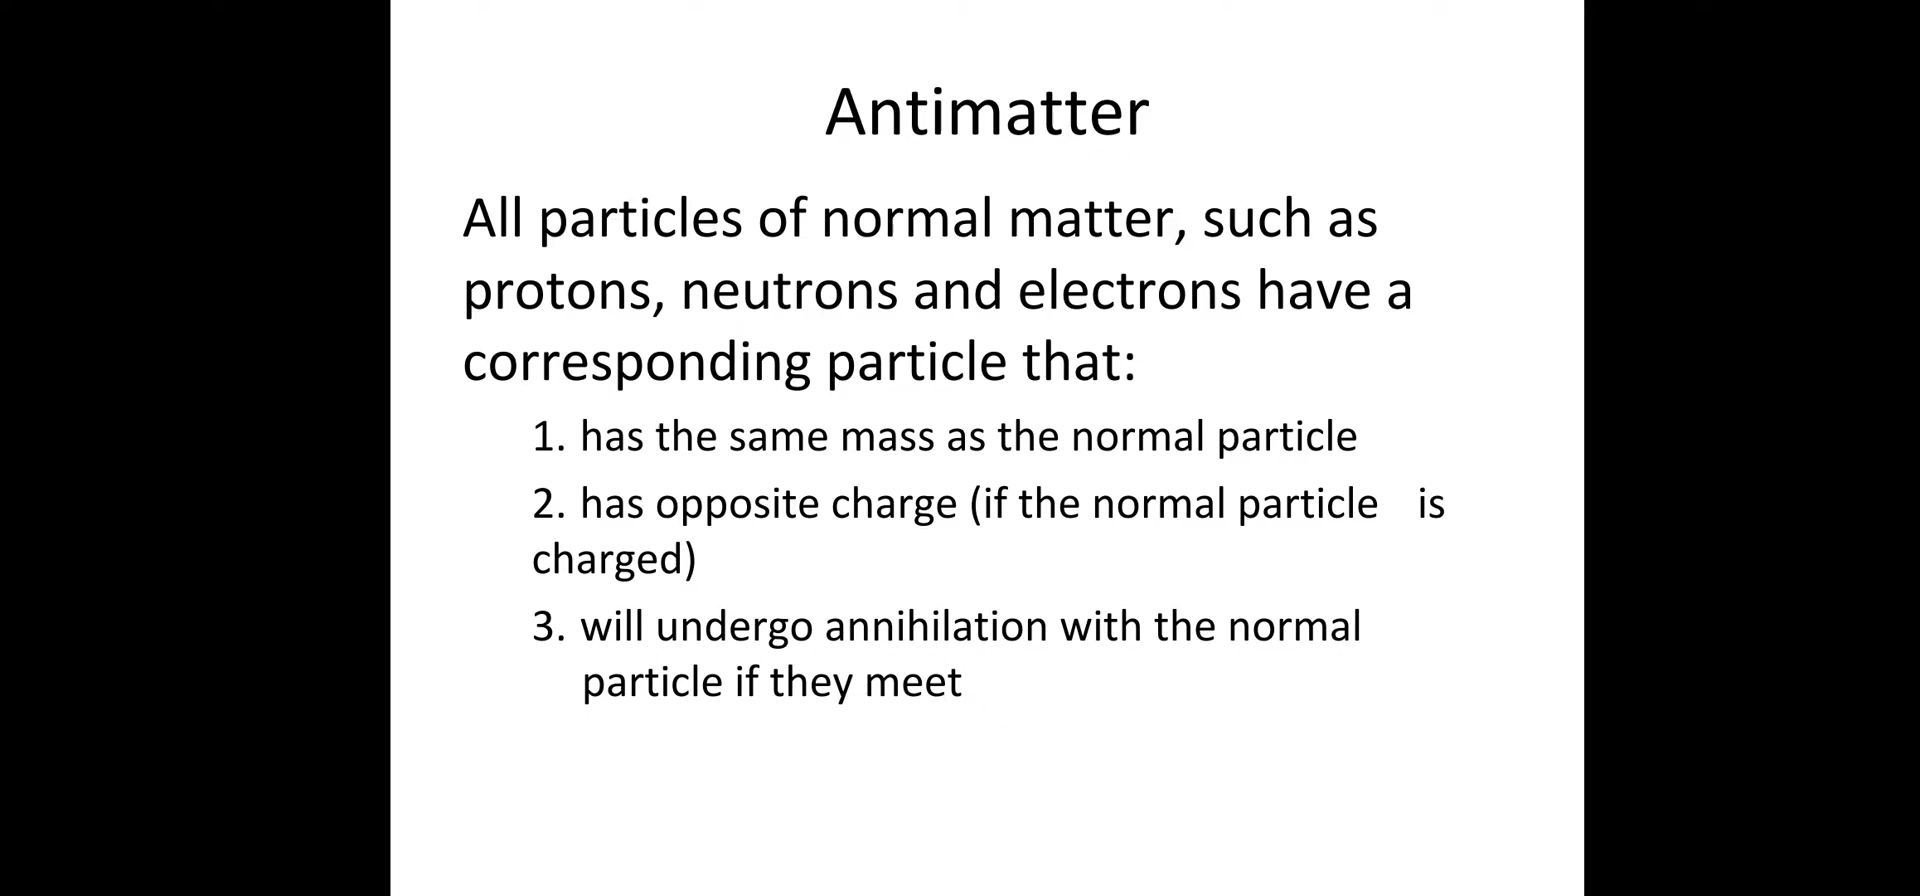 Antimatter
All particles of normal matter, such as
protons, neutrons and electrons have a
corresponding particle that:
1. has the same mass as the normal particle
2. has opposite charge (if the normal particle is
charged)
3. will undergo annihilation with the normal
particle if they meet